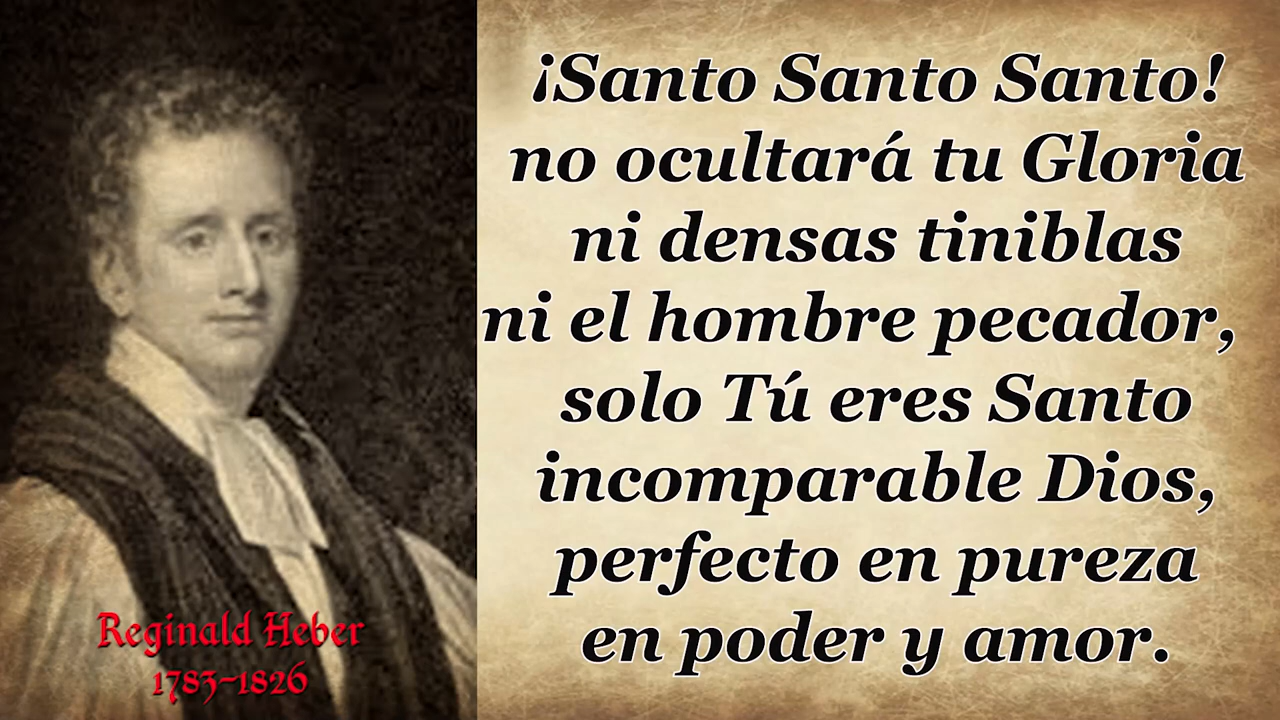 ¡Santo Santo Santo!
no ocultará tu Gloria
ni densas tiniblas
ni el hombre pecador,
solo Tú eres Santo
incomparable Dios,
perfecto en pureza
en poder y amor.
Reginald Heber
1783-1826